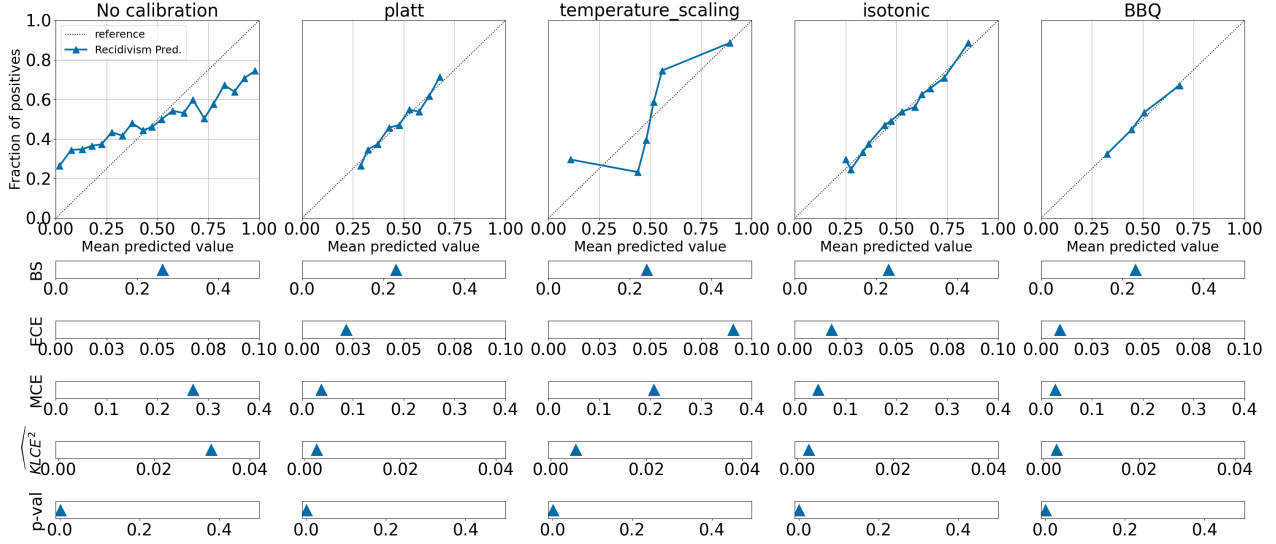 No calibration platt temperature_scaling isotonic BBQ
1.0
reference
Recidivism Pred.
0.8
0.6
0.4
0.2
0.0
Fraction of positives
0.00 0.25 0.50 0.75 1.00 0.00 0.25 0.50 0.75 1.00 0.00 0.25 0.50 0.75 1.00 0.00 0.25 0.50 0.75 1.00 0.00 0.25 0.50 0.75 1.00
Mean predicted value Mean predicted value Mean predicted value Mean predicted value Mean predicted value
BS
0.0 0.2 0.4 0.0 0.2 0.4 0.0 0.2 0.4 0.0 0.2 0.4 0.0 0.2 0.4
ECE
0.00 0.03 0.05 0.08 0.10 0.00 0.03 0.05 0.08 0.10 0.00 0.03 0.05 0.08 0.10 0.00 0.03 0.05 0.08 0.10 0.00 0.03 0.05 0.08 0.10
MCE
0.0 0.1 0.2 0.3 0.4 0.0 0.1 0.2 0.3 0.4 0.0 0.1 0.2 0.3 0.4 0.0 0.1 0.2 0.3 0.4 0.0 0.1 0.2 0.3 0.4
KLCE²
0.00 0.02 0.04 0.00 0.02 0.04 0.00 0.02 0.04 0.00 0.02 0.04 0.00 0.02 0.04
p-val
0.2 0.4 0.2 0.4 0.2 0.4 0.2 0.4 0.2 0.4